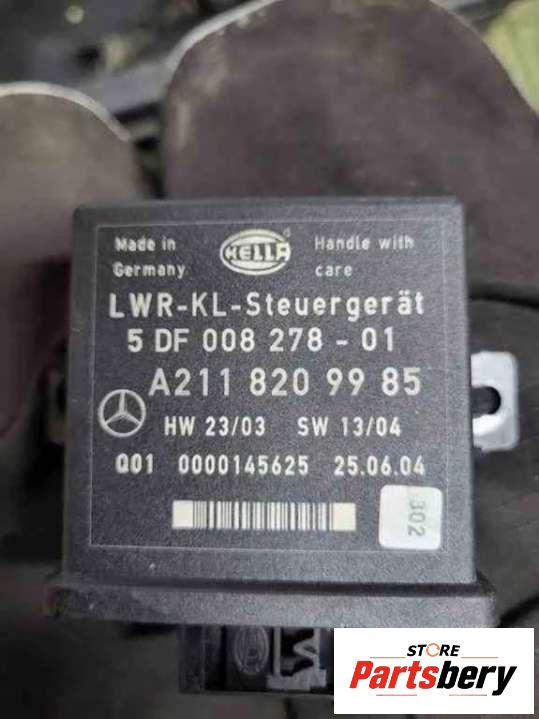 Made in
Germany
HELLA
Handle with
care
LWR-KL-Steuergerät
5 DF 008 278 - 01
A211 820 99 85
HW 23/03 SW 13/04
Q01 0000145625 25.06.04
302
STORE
Partsbery